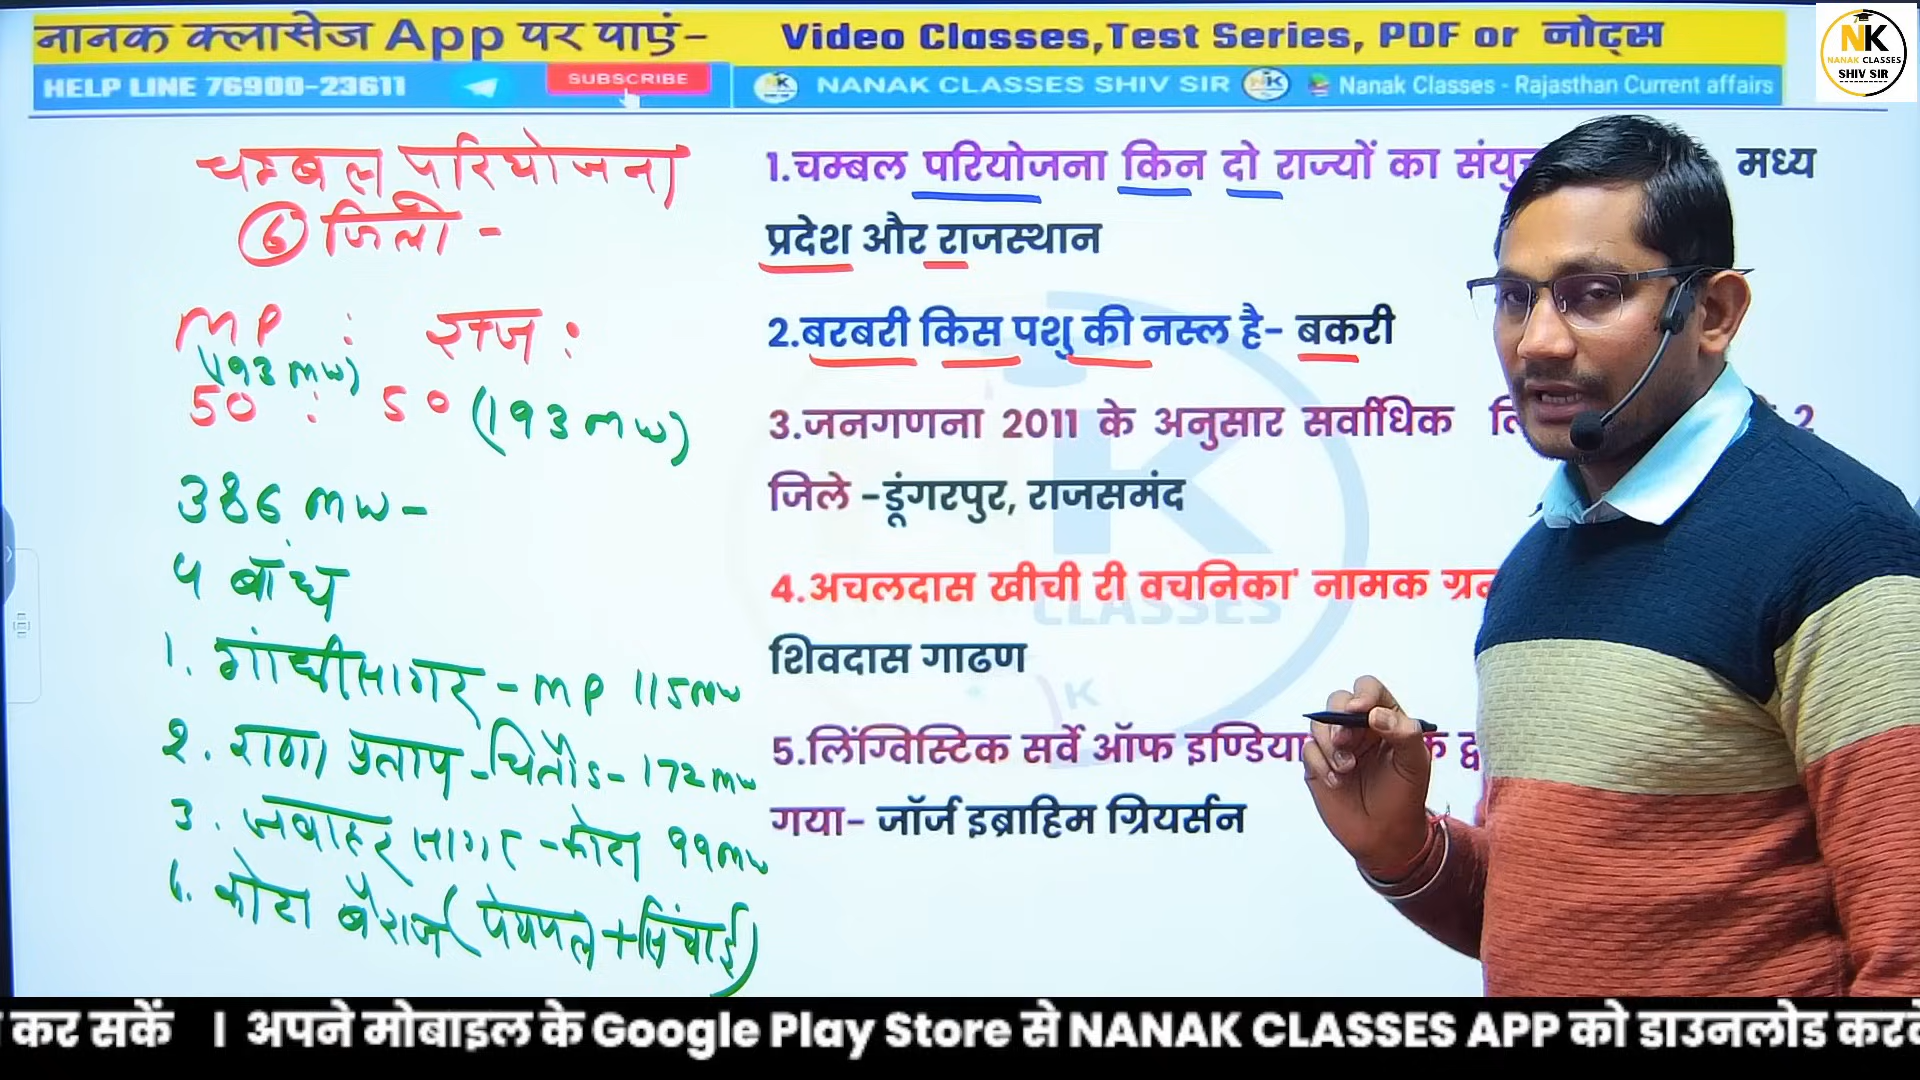 नानक क्लासेज App पर पाएं- Video Classes,Test Series, PDF or नोट्स
HELP LINE 76900-23611 SUBSCRIBE NANAK CLASSES SHIV SIR Nanak Classes - Rajasthan Current affairs
NK
NANAK CLASSES
SHIV SIR
चम्बल परियोजना
6 जिलो -
MP : राज :
(193 mw)
50 : 50 (193 mw)
386 mw -
4 बांध
1. गांधीसागर - MP 115mw
2. राणा प्रताप - चितौड - 172mw
3. जवाहर सागर - कोटा 99mw
कोटा बैराज (पेयजल + सिंचाई)
1.चम्बल परियोजना किन दो राज्यों का मध्य
प्रदेश और राजस्थान
2.बरबरी किस पशु की नस्ल है- बकरी
3.जनगणना 2011 के अनुसार सर्वाधिक 2
जिले -डूंगरपुर, राजसमंद
4.अचलदास खीची री वचनिका' नामक
शिवदास गाढण
5.लिंग्विस्टिक सर्वे ऑफ इण्डिया
गया- जॉर्ज इब्राहिम ग्रियर्सन
CLASSES
कर सकें । अपने मोबाइल के Google Play Store से NANAK CLASSES APP को डाउनलोड